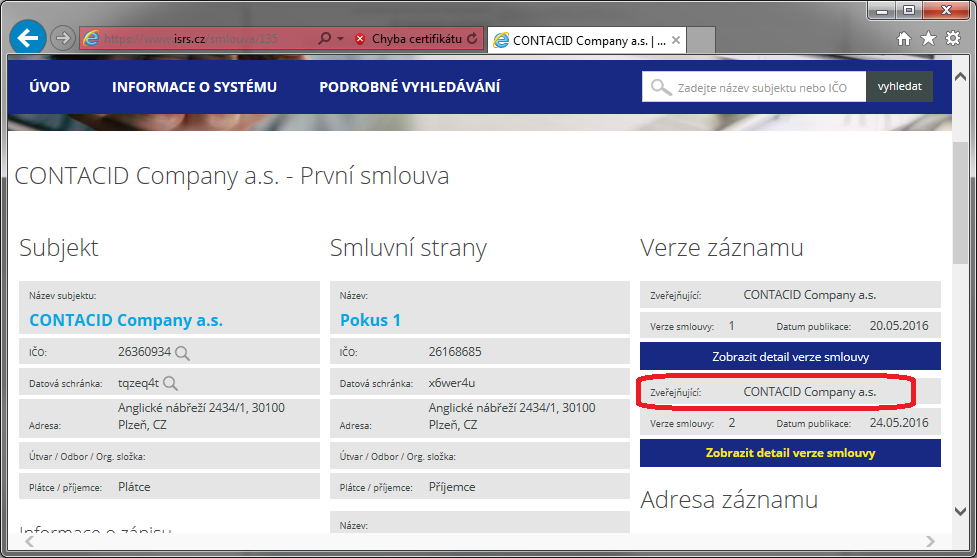 https://www.isrs.cz/smlouva/135
Chyba certifikátu
CONTACID Company a.s. | ...
ÚVOD
INFORMACE O SYSTÉMU
PODROBNÉ VYHLEDÁVÁNÍ
Zadejte název subjektu nebo IČO
vyhledat
CONTACID Company a.s. - První smlouva
Subjekt
Název subjektu:
CONTACID Company a.s.
IČO: 26360934
Datová schránka: tqzeq4t
Adresa: Anglické nábřeží 2434/1, 30100
Plzeň, CZ
Útvar / Odbor / Org. složka:
Plátce / příjemce: Plátce
Informace o zápisu
Smluvní strany
Název:
Pokus 1
IČO: 26168685
Datová schránka: x6wer4u
Adresa: Anglické nábřeží 2434/1, 30100
Plzeň, CZ
Útvar / Odbor / Org. složka:
Plátce / příjemce: Příjemce
Název:
Verze záznamu
Zveřejňující: CONTACID Company a.s.
Verze smlouvy: 1 Datum publikace: 20.05.2016
Zobrazit detail verze smlouvy
Zveřejňující: CONTACID Company a.s.
Verze smlouvy: 2 Datum publikace: 24.05.2016
Zobrazit detail verze smlouvy
Adresa záznamu